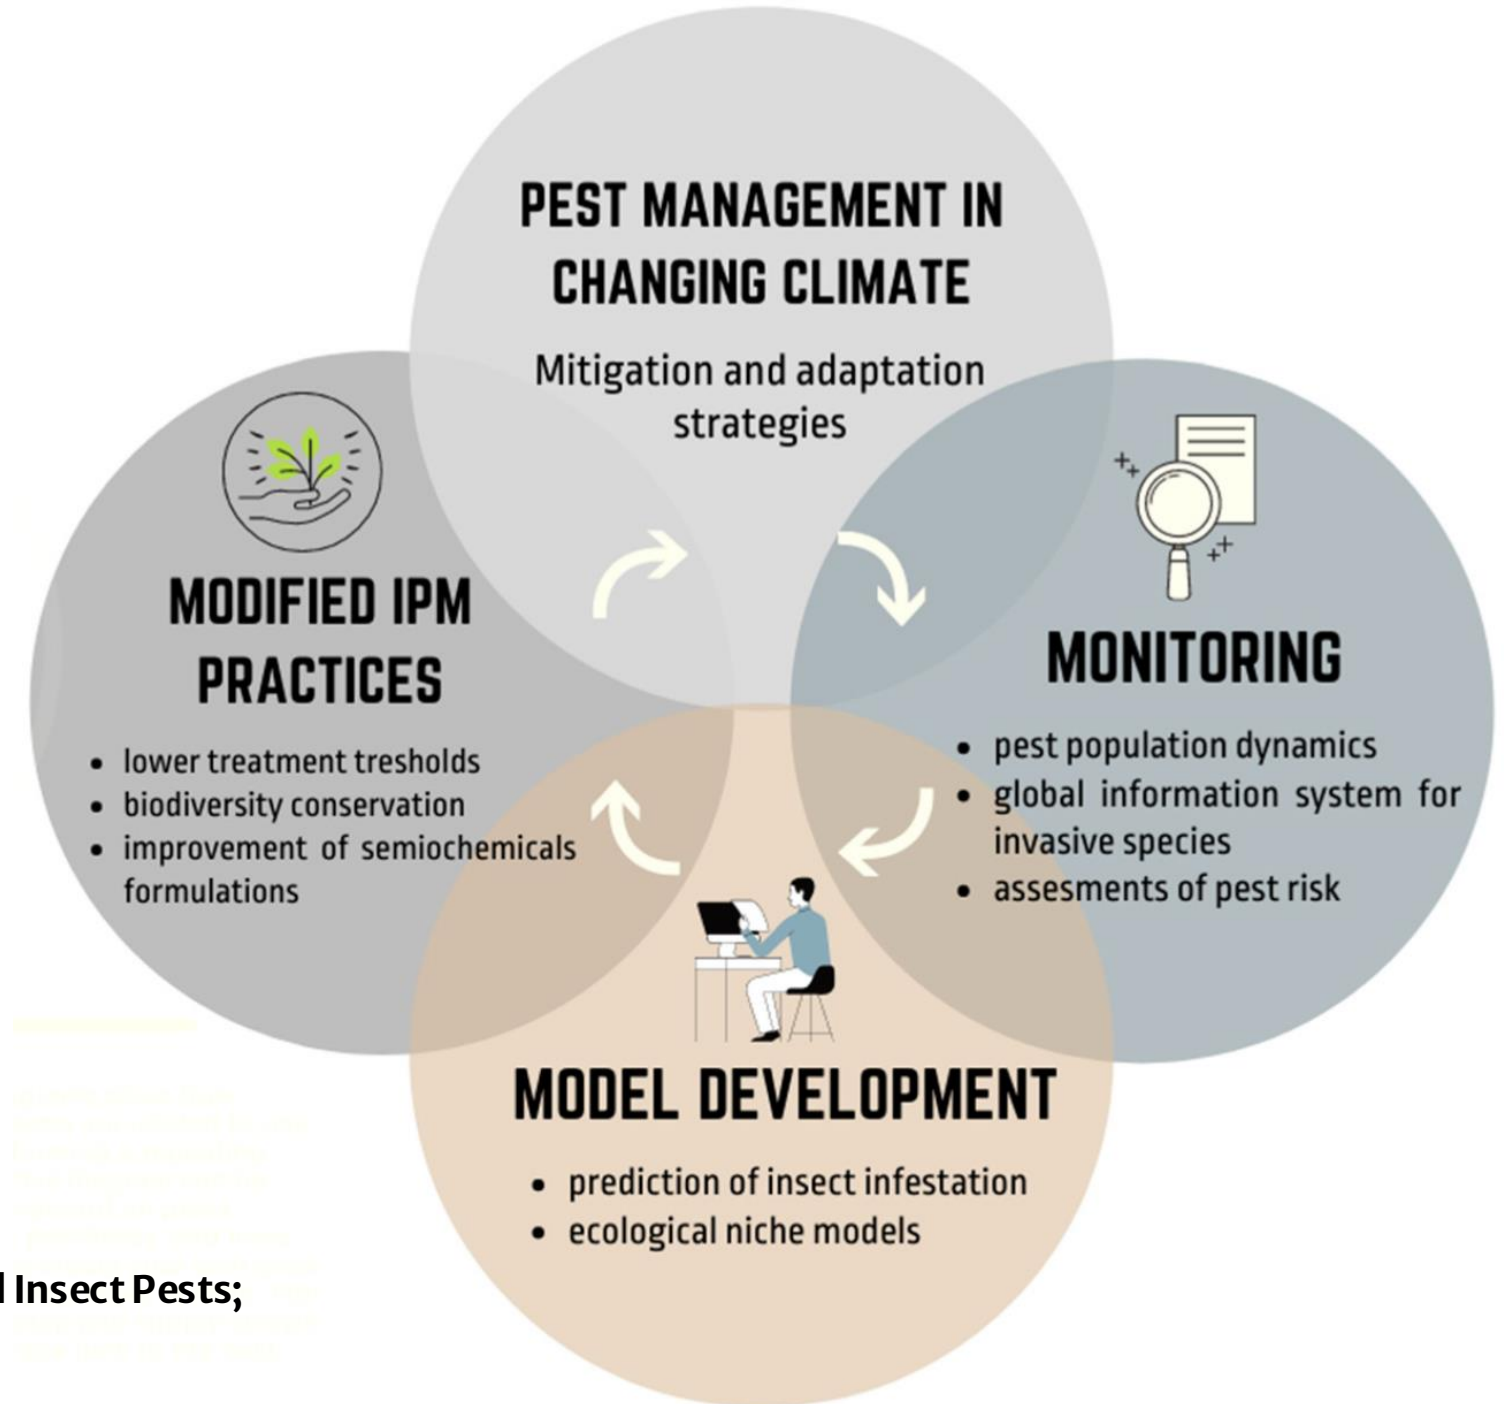 PEST MANAGEMENT IN
CHANGING CLIMATE
Mitigation and adaptation
strategies
MODIFIED IPM
PRACTICES
• lower treatment tresholds
• biodiversity conservation
• improvement of semiochemicals
formulations
MONITORING
• pest population dynamics
• global information system for
invasive species
• assesments of pest risk
MODEL DEVELOPMENT
• prediction of insect infestation
• ecological niche models
Insect Pests;